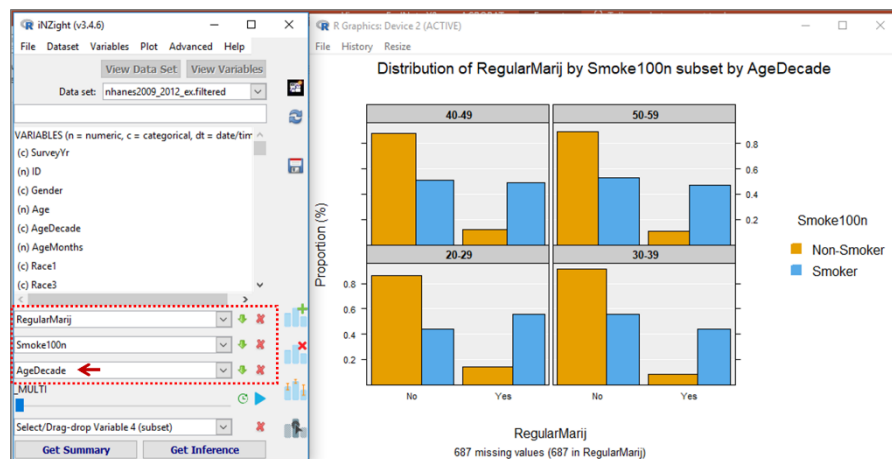 iNZight (v3.4.6)
File Dataset Variables Plot Advanced Help
View Data Set View Variables
Data set: nhanes2009_2012_ex.filtered
VARIABLES (n = numeric, c = categorical, dt = date/tim
(c) SurveyYr
(n) ID
(c) Gender
(n) Age
(c) AgeDecade
(n) AgeMonths
(c) Race1
(c) Race3
RegularMarij
Smoke100n
AgeDecade
_MULTI
Select/Drag-drop Variable 4 (subset)
Get Summary Get Inference
R Graphics: Device 2 (ACTIVE)
File History Resize
Distribution of RegularMarij by Smoke100n subset by AgeDecade
40-49 50-59
0.8
0.6
0.4
0.2
20-29 30-39
0.8
0.6
0.4
0.2
Proportion (%)
No Yes No Yes
RegularMarij
687 missing values (687 in RegularMarij)
Smoke100n
Non-Smoker
Smoker